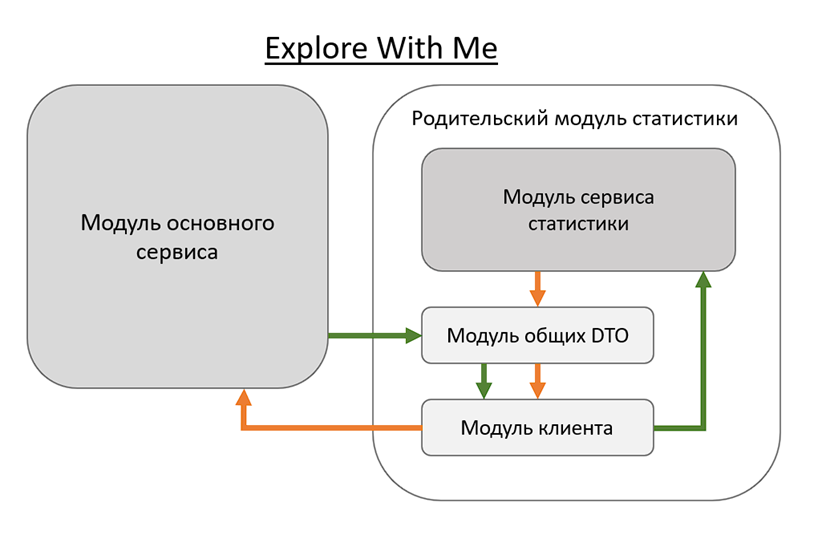 Explore With Me
Модуль основного
сервиса
Родительский модуль статистики
Модуль сервиса
статистики
Модуль общих DTO
Модуль клиента